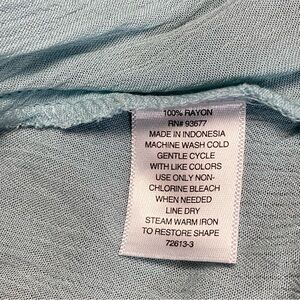 100% RAYON
RN# 93677
MADE IN INDONESIA
MACHINE WASH COLD
GENTLE CYCLE
WITH LIKE COLORS
USE ONLY NON-
CHLORINE BLEACH
WHEN NEEDED
LINE DRY
STEAM WARM IRON
TO RESTORE SHAPE
72613-3